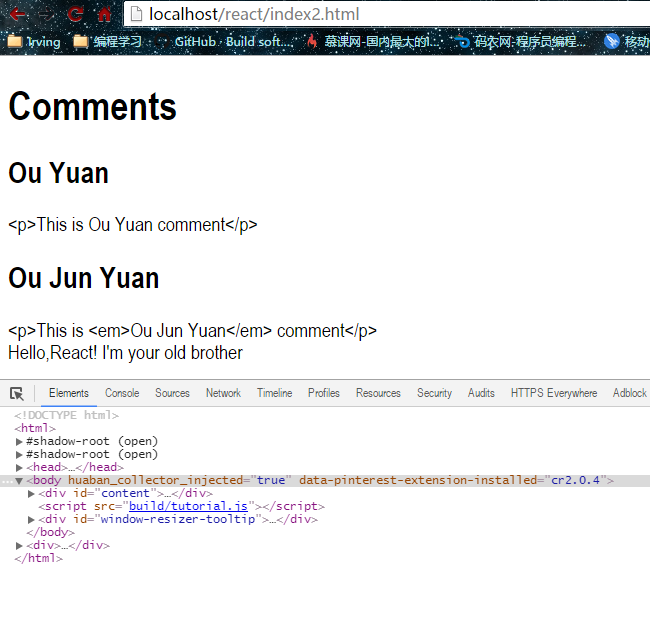 localhost/react/index2.html
Irving 编程学习 GitHub · Build soft... 慕课网-国内最大的I... 码农网-程序员编程... 移动
Comments
Ou Yuan
<p>This is Ou Yuan comment</p>
Ou Jun Yuan
<p>This is <em>Ou Jun Yuan</em> comment</p>
Hello,React! I'm your old brother
Elements Console Sources Network Timeline Profiles Resources Security Audits HTTPS Everywhere Adblock
<!DOCTYPE html>
<html>
▶#shadow-root (open)
▶#shadow-root (open)
▶<head>…</head>
…▼<body huaban_collector_injected="true" data-pinterest-extension-installed="cr2.0.4">
▶<div id="content">…</div>
<script src="build/tutorial.js"></script>
▶<div id="window-resizer-tooltip">…</div>
</body>
▶<div>…</div>
</html>